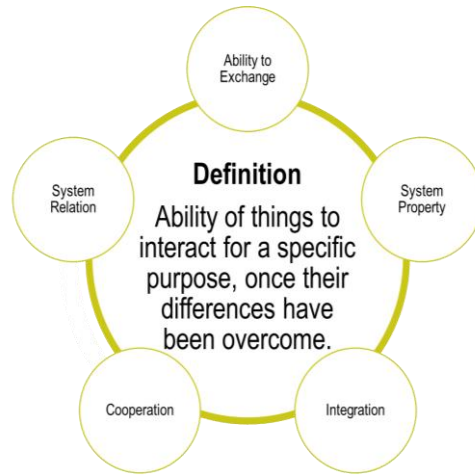 Ability to
Exchange
System
Relation
Definition
Ability of things to
interact for a specific
purpose, once their
differences have
been overcome.
System
Property
Cooperation
Integration